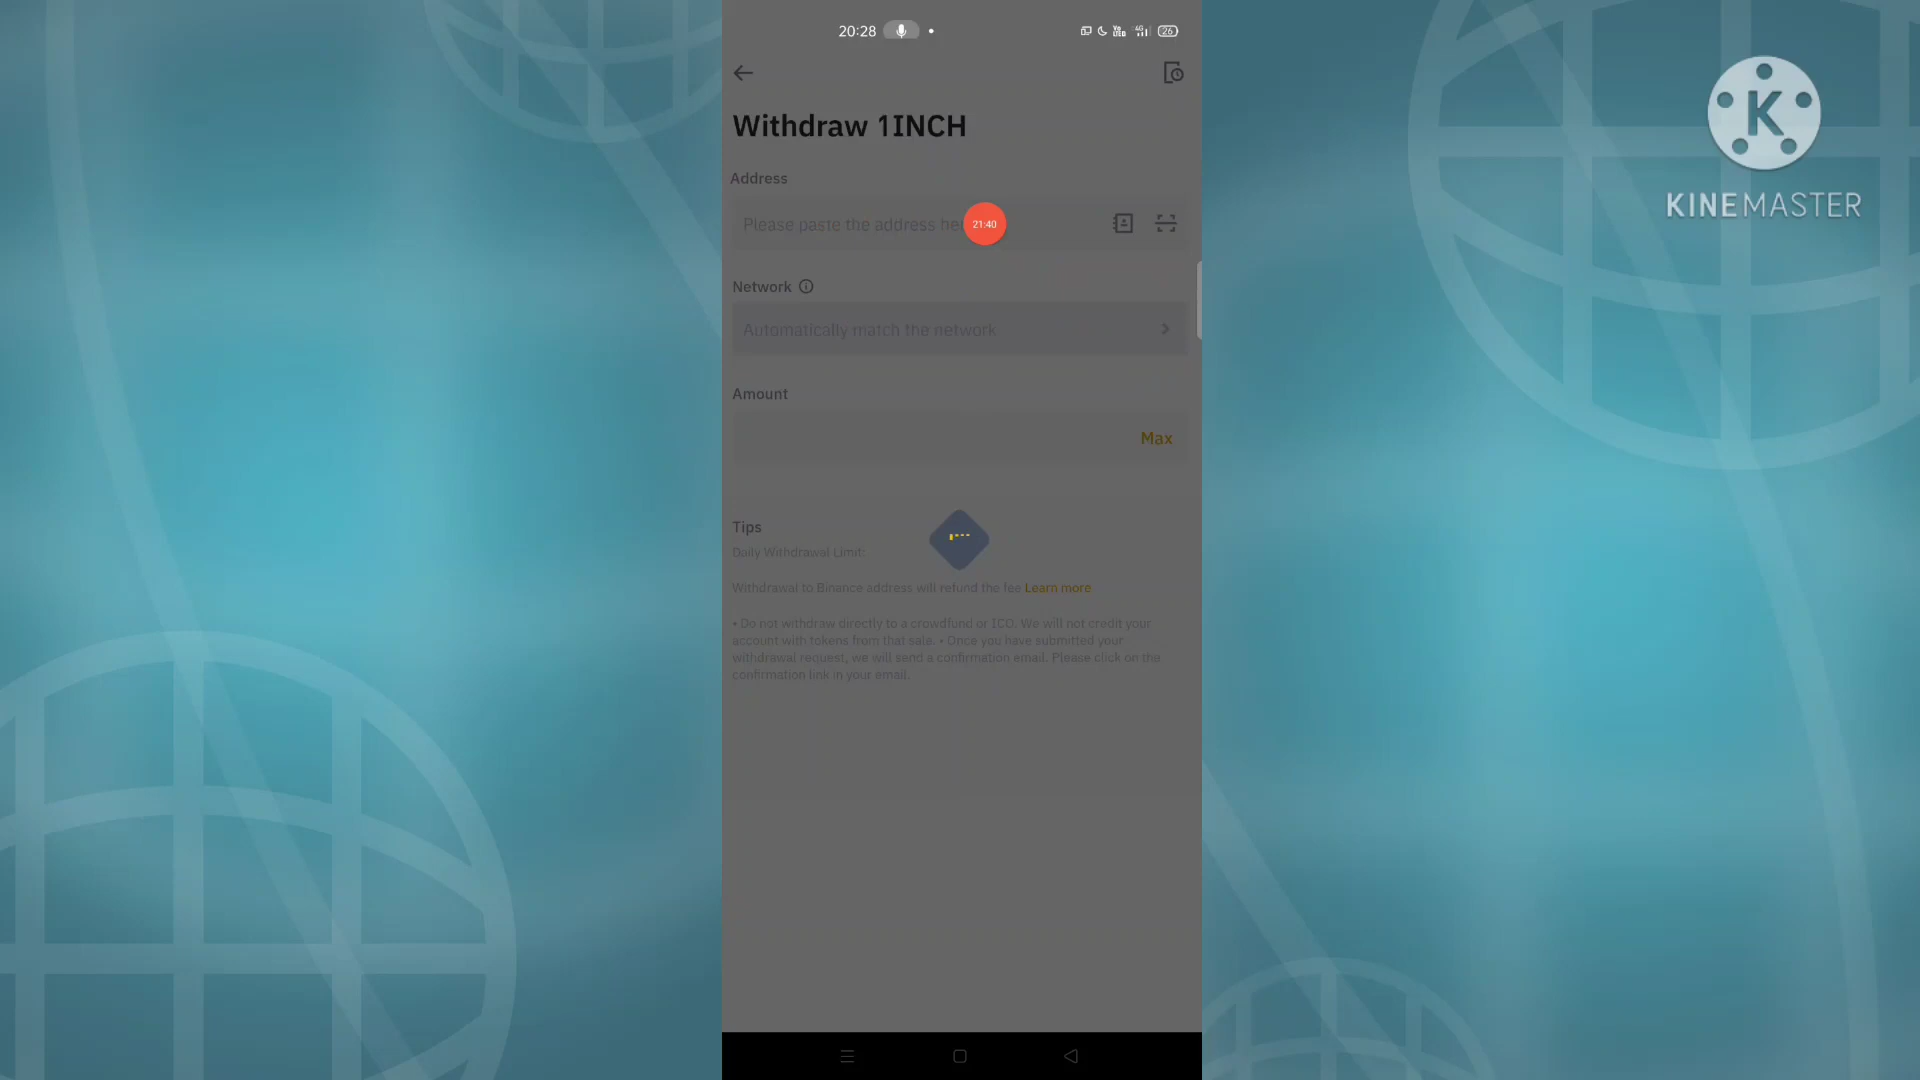 20:28
26
Withdraw 1INCH
Address
Please paste the address he
21:40
Network
Automatically match the network
Amount
Max
Tips
Daily Withdrawal Limit:
Withdrawal to Binance address will refund the fee Learn more
• Do not withdraw directly to a crowdfund or ICO. We will not credit your
account with tokens from that sale. • Once you have submitted your
withdrawal request, we will send a confirmation email. Please click on the
confirmation link in your email.
K
KINEMASTER